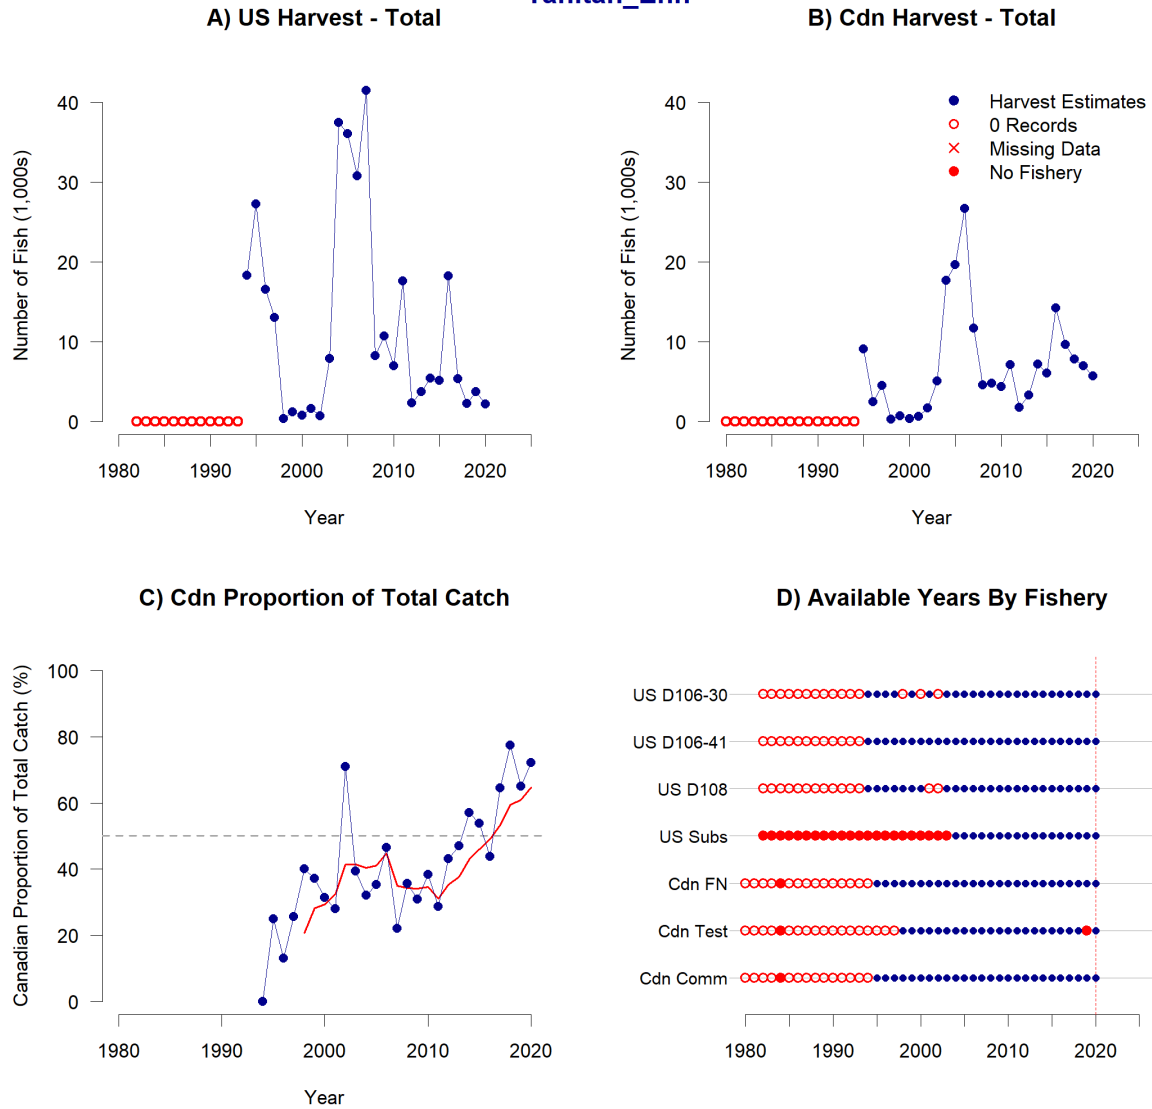 A) US Harvest - Total
B) Cdn Harvest - Total
Number of Fish (1,000s)
40
30
20
10
0
1980
1990
2000
2010
2020
Year
Number of Fish (1,000s)
40
30
20
10
0
Harvest Estimates
0 Records
Missing Data
No Fishery
1980
1990
2000
2010
2020
Year
C) Cdn Proportion of Total Catch
Canadian Proportion of Total Catch (%)
100
80
60
40
20
0
1980
1990
2000
2010
2020
Year
D) Available Years By Fishery
US D106-30
US D106-41
US D108
US Subs
Cdn FN
Cdn Test
Cdn Comm
1980
1990
2000
2010
2020